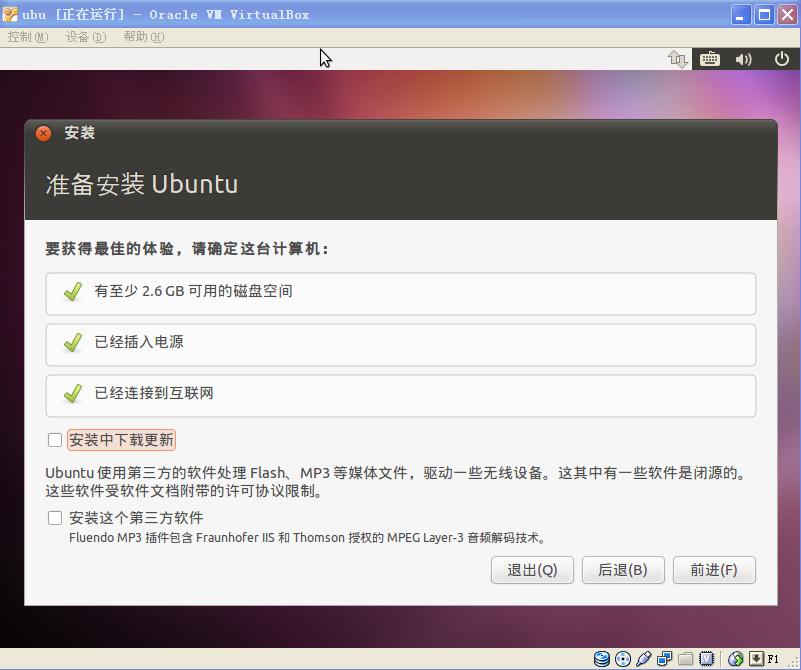 ubu [正在运行] - Oracle VM VirtualBox
控制(M) 设备(D) 帮助(H)
安装
准备安装 Ubuntu
要获得最佳的体验，请确定这台计算机：
有至少 2.6 GB 可用的磁盘空间
已经插入电源
已经连接到互联网
安装中下载更新
Ubuntu 使用第三方的软件处理 Flash、MP3 等媒体文件，驱动一些无线设备。这其中有一些软件是闭源的。
这些软件受软件文档附带的许可协议限制。
安装这个第三方软件
Fluendo MP3 插件包含 Fraunhofer IIS 和 Thomson 授权的 MPEG Layer-3 音频解码技术。
退出(Q) 后退(B) 前进(F)
F1